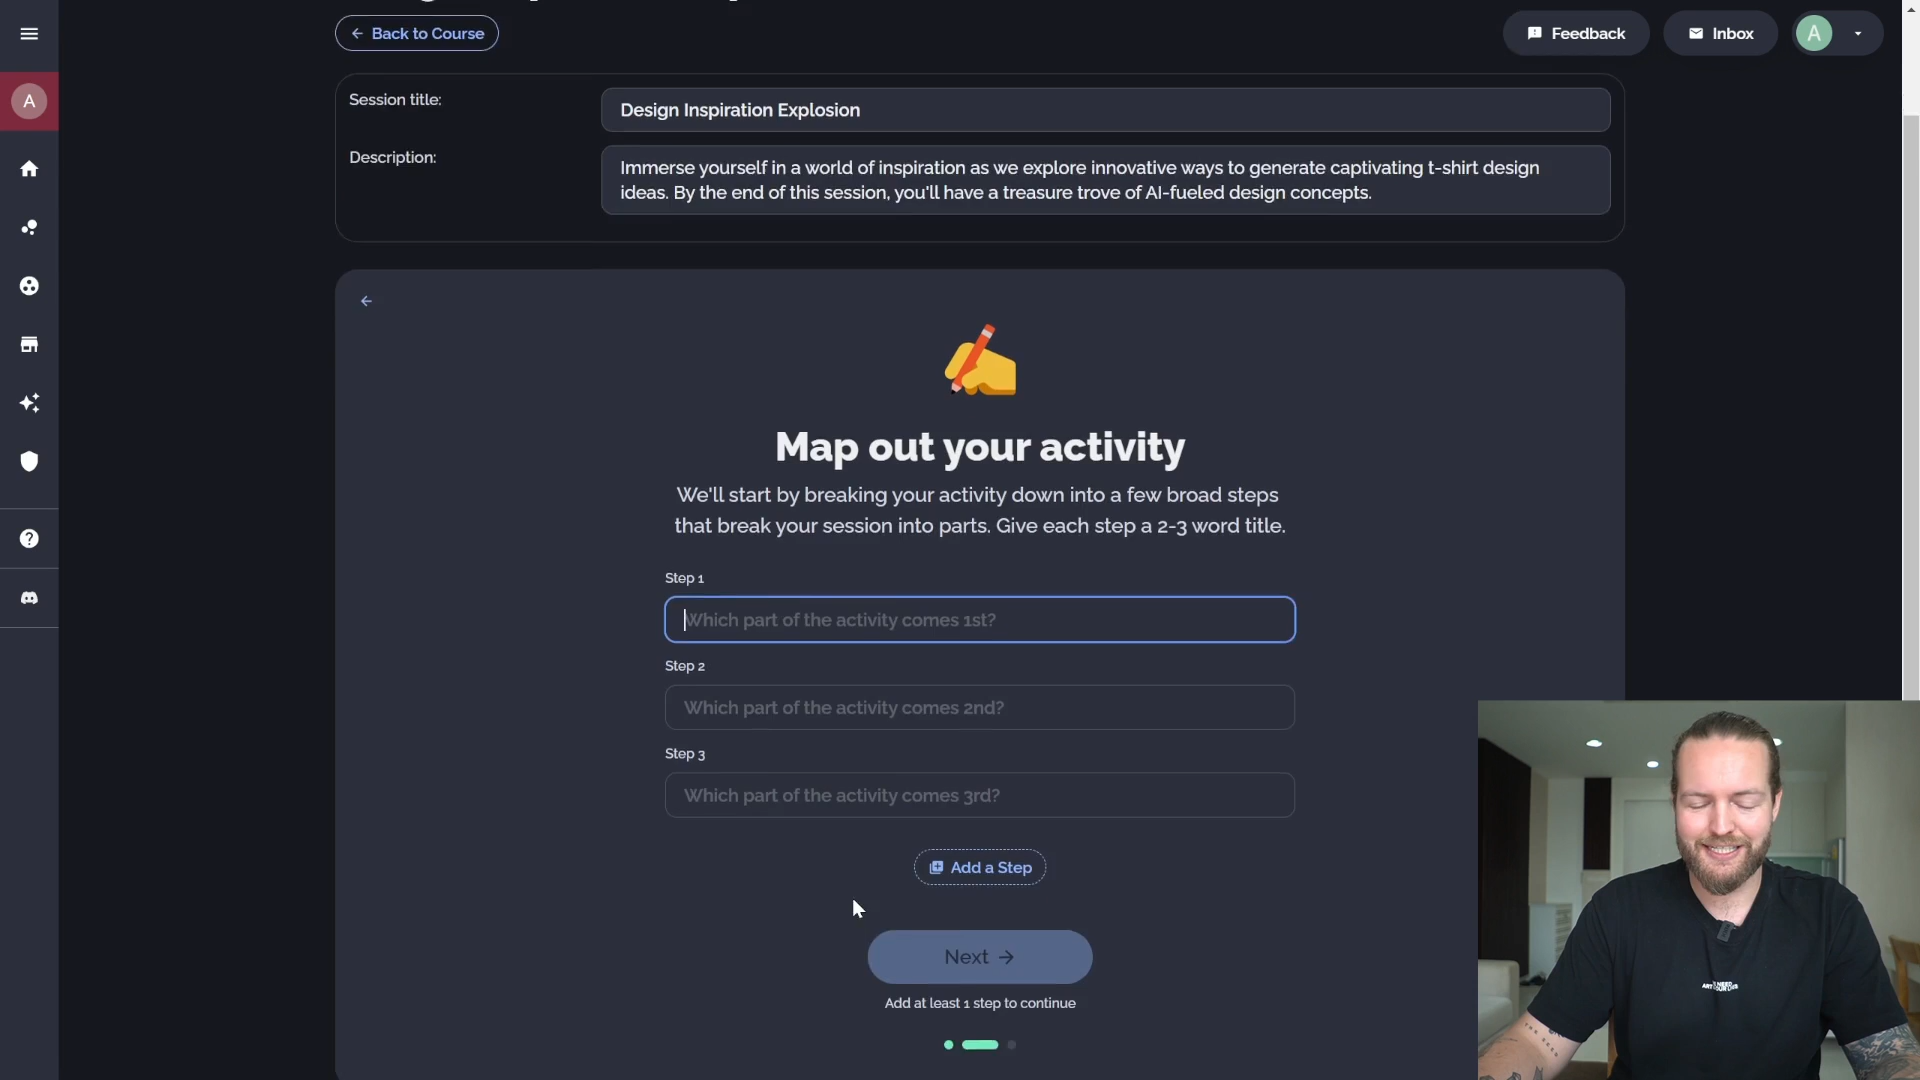 Back to Course
Feedback
Inbox
A
A
Session title:
Design Inspiration Explosion
Description:
Immerse yourself in a world of inspiration as we explore innovative ways to generate captivating t-shirt design
ideas. By the end of this session, you'll have a treasure trove of AI-fueled design concepts.
Map out your activity
We'll start by breaking your activity down into a few broad steps
that break your session into parts. Give each step a 2-3 word title.
Step 1
Which part of the activity comes 1st?
Step 2
Which part of the activity comes 2nd?
Step 3
Which part of the activity comes 3rd?
Add a Step
Next
Add at least 1 step to continue